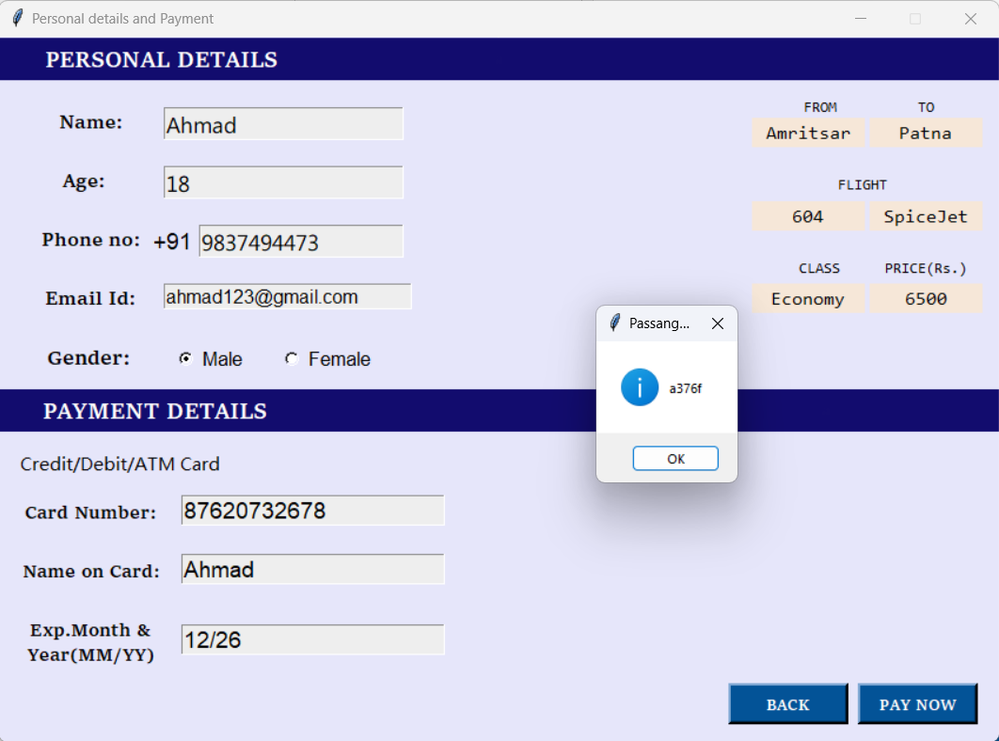 Personal details and Payment
PERSONAL DETAILS
Name: Ahmad
Age: 18
Phone no: +91 9837494473
Email Id: ahmad123@gmail.com
Gender: Male Female
FROM TO
Amritsar Patna
FLIGHT
604 SpiceJet
CLASS PRICE(Rs.)
Economy 6500
Passang...
a376f
OK
PAYMENT DETAILS
Credit/Debit/ATM Card
Card Number: 87620732678
Name on Card: Ahmad
Exp.Month &
Year(MM/YY) 12/26
BACK PAY NOW